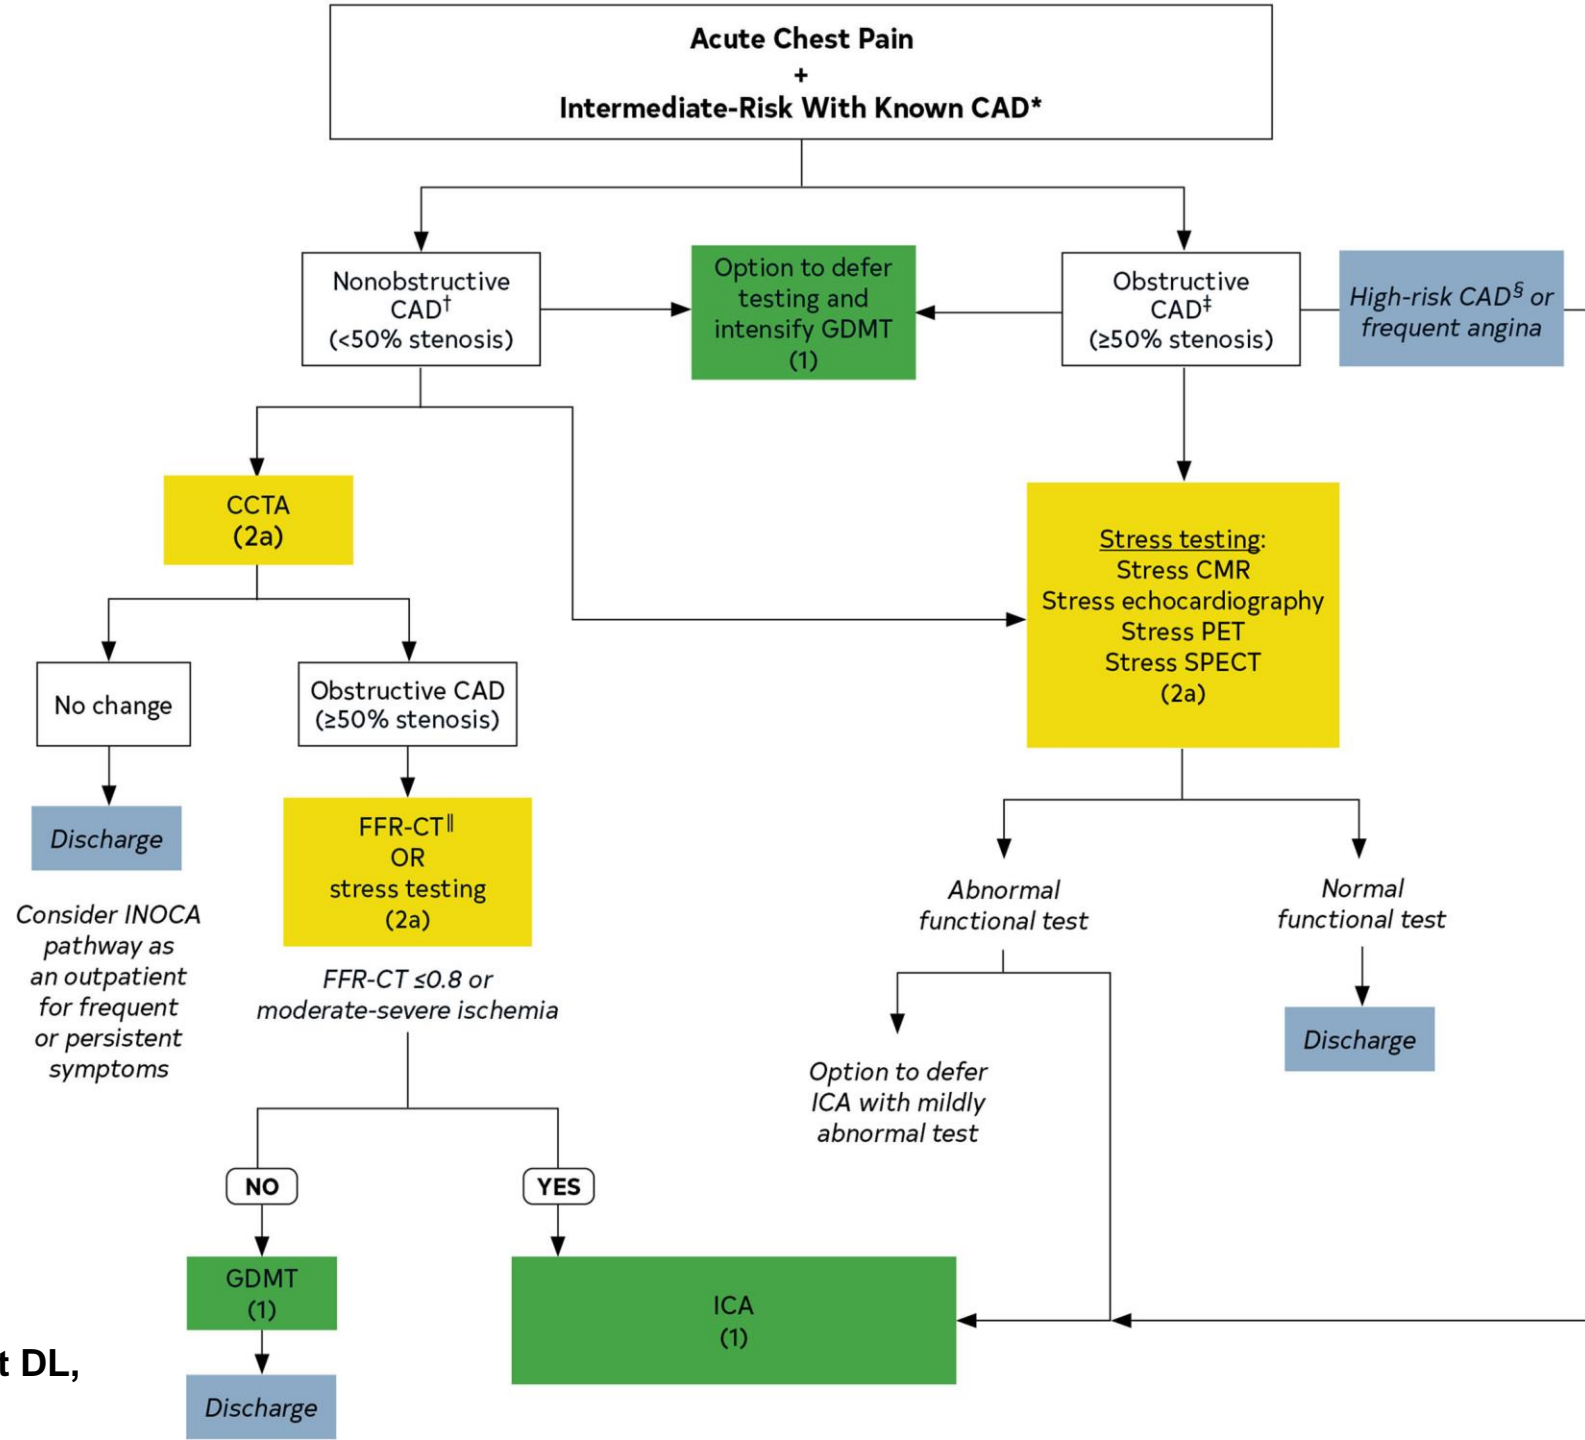 Acute Chest Pain
+
Intermediate-Risk With Known CAD*
Nonobstructive
CAD†
(<50% stenosis)
Option to defer
testing and
intensify GDMT
(1)
Obstructive
CAD‡
(≥50% stenosis)
High-risk CAD§ or
frequent angina
CCTA
(2a)
Stress testing:
Stress CMR
Stress echocardiography
Stress PET
Stress SPECT
(2a)
No change
Obstructive CAD
(≥50% stenosis)
Discharge
Consider INOCA
pathway as
an outpatient
for frequent
or persistent
symptoms
FFR-CT‖
OR
stress testing
(2a)
FFR-CT ≤0.8 or
moderate-severe ischemia
Abnormal
functional test
Normal
functional test
Option to defer
ICA with mildly
abnormal test
Discharge
NO
YES
GDMT
(1)
ICA
(1)
Discharge
t DL,